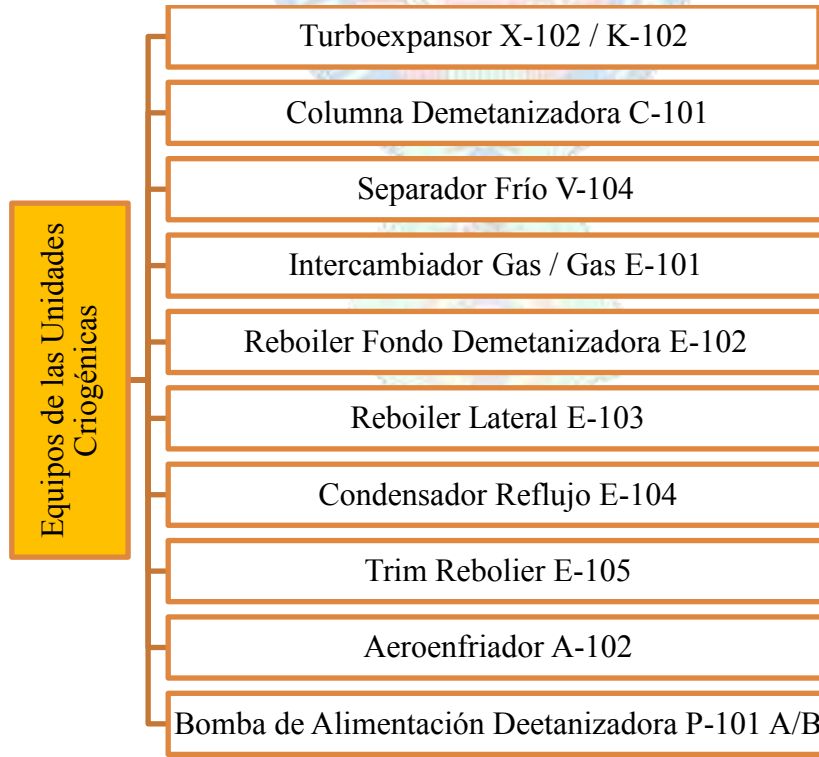 Equipos de las Unidades
Criogénicas
Turboexpansor X-102 / K-102
Columna Demetanizadora C-101
Separador Frío V-104
Intercambiador Gas / Gas E-101
Reboiler Fondo Demetanizadora E-102
Reboiler Lateral E-103
Condensador Reflujo E-104
Trim Rebolier E-105
Aeroenfriador A-102
Bomba de Alimentación Deetanizadora P-101 A/B